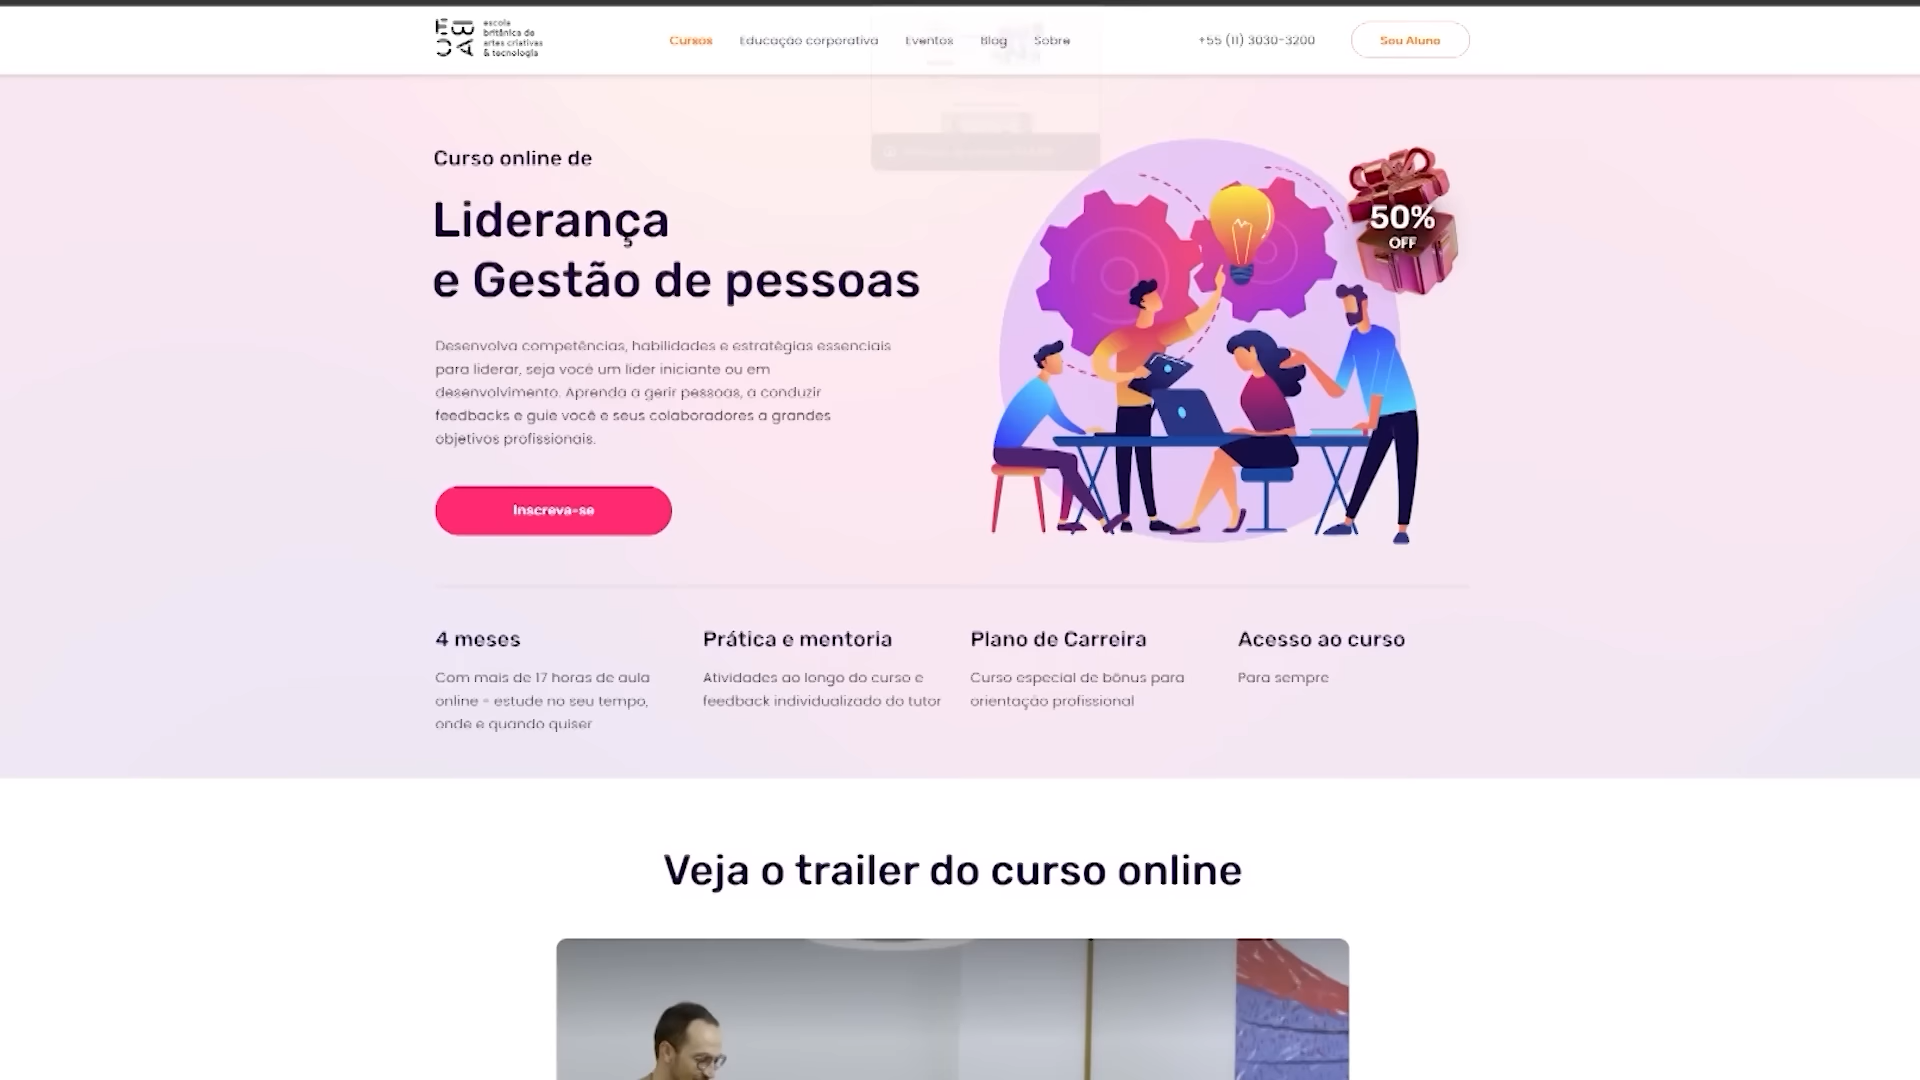 escola
britânica de
artes criativas
& tecnologia
Cursos
Educação corporativa
Eventos
Blog
Sobre
+55 (11) 3030-3200
Sou Aluno
Curso online de
Liderança
e Gestão de pessoas
50%
OFF
Desenvolva competências, habilidades e estratégias essenciais
para liderar, seja você um líder iniciante ou em
desenvolvimento. Aprenda a gerir pessoas, a conduzir
feedbacks e guie você e seus colaboradores a grandes
objetivos profissionais.
Inscreva-se
4 meses
Com mais de 17 horas de aula
online - estude no seu tempo,
onde e quando quiser
Prática e mentoria
Atividades ao longo do curso e
feedback individualizado do tutor
Plano de Carreira
Curso especial de bônus para
orientação profissional
Acesso ao curso
Para sempre
Veja o trailer do curso online